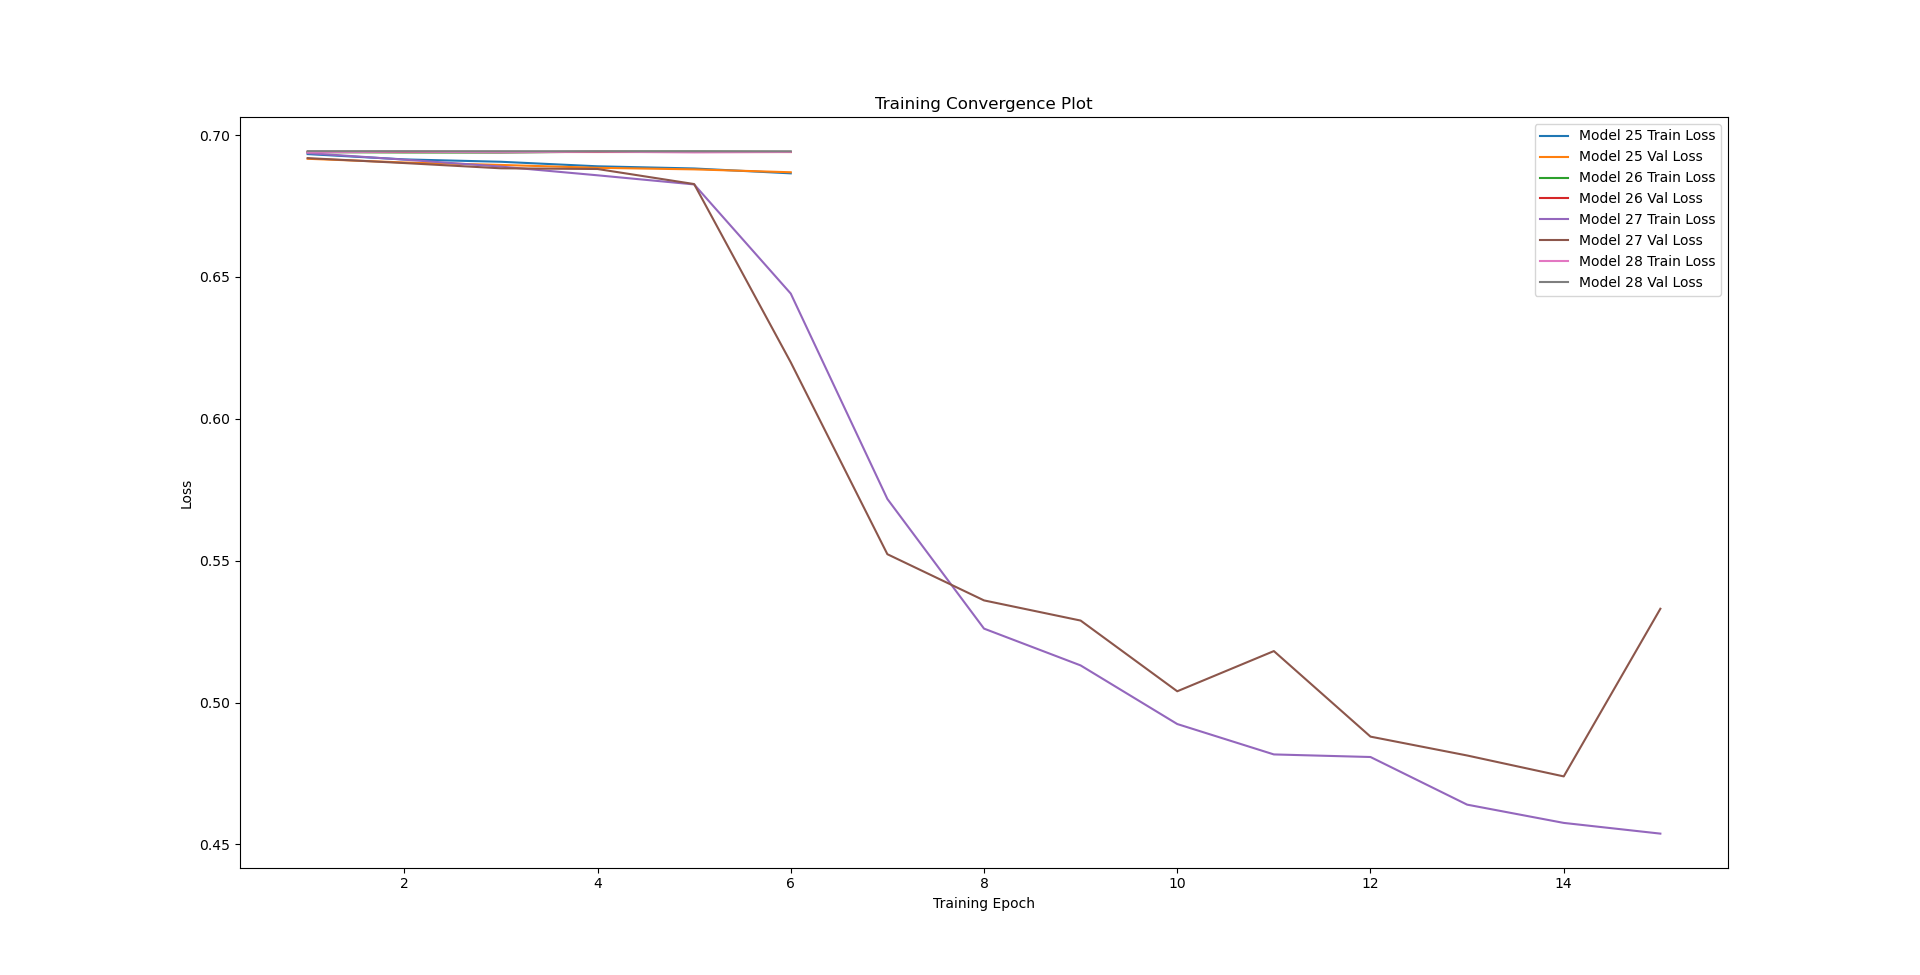 Training Convergence Plot
0.70
0.65
0.60
0.55
0.50
0.45
Loss
Model 25 Train Loss
Model 25 Val Loss
Model 26 Train Loss
Model 26 Val Loss
Model 27 Train Loss
Model 27 Val Loss
Model 28 Train Loss
Model 28 Val Loss
2 4 6 8 10 12 14
Training Epoch